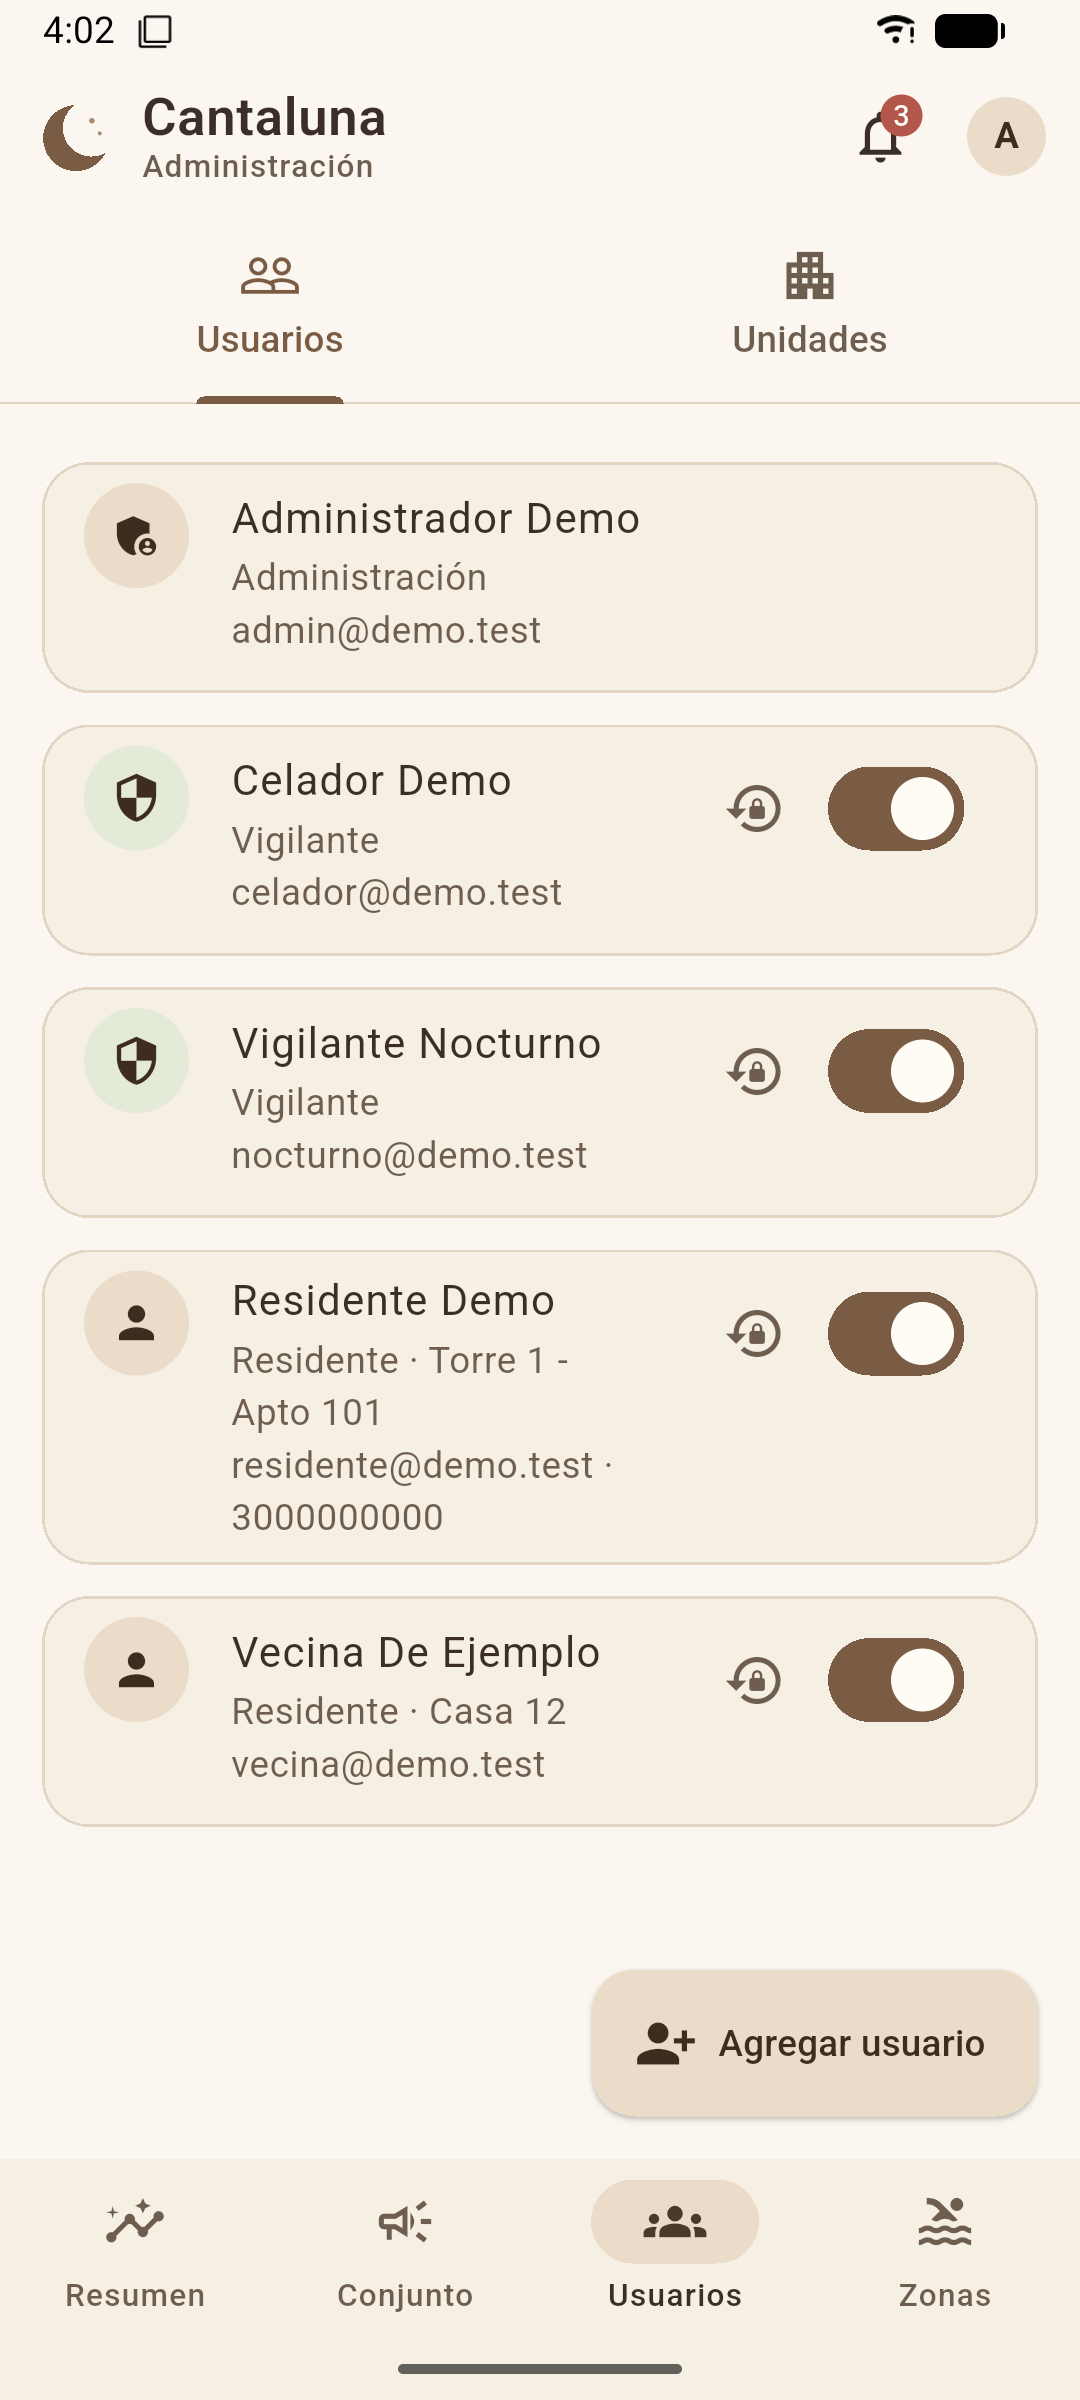 4:02
Cantaluna
Administración
3
A
Usuarios
Unidades
Administrador Demo
Administración
admin@demo.test
Celador Demo
Vigilante
celador@demo.test
Vigilante Nocturno
Vigilante
nocturno@demo.test
Residente Demo
Residente · Torre 1 -
Apto 101
residente@demo.test ·
3000000000
Vecina De Ejemplo
Residente · Casa 12
vecina@demo.test
Agregar usuario
Resumen
Conjunto
Usuarios
Zonas